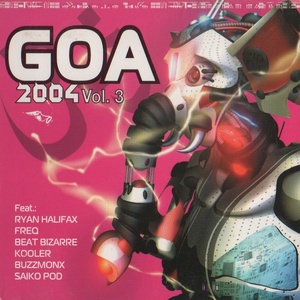 GOA
2004 Vol. 3
Feat.:
RYAN HALIFAX
FREQ
BEAT BIZARRE
KOOLER
BUZZMONX
SAIKO POD